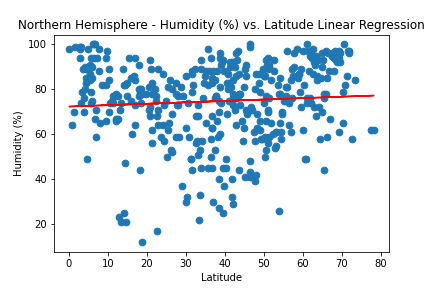 Northern Hemisphere - Humidity (%) vs. Latitude Linear Regression
100
80
60
40
20
Humidity (%)
0 10 20 30 40 50 60 70 80
Latitude